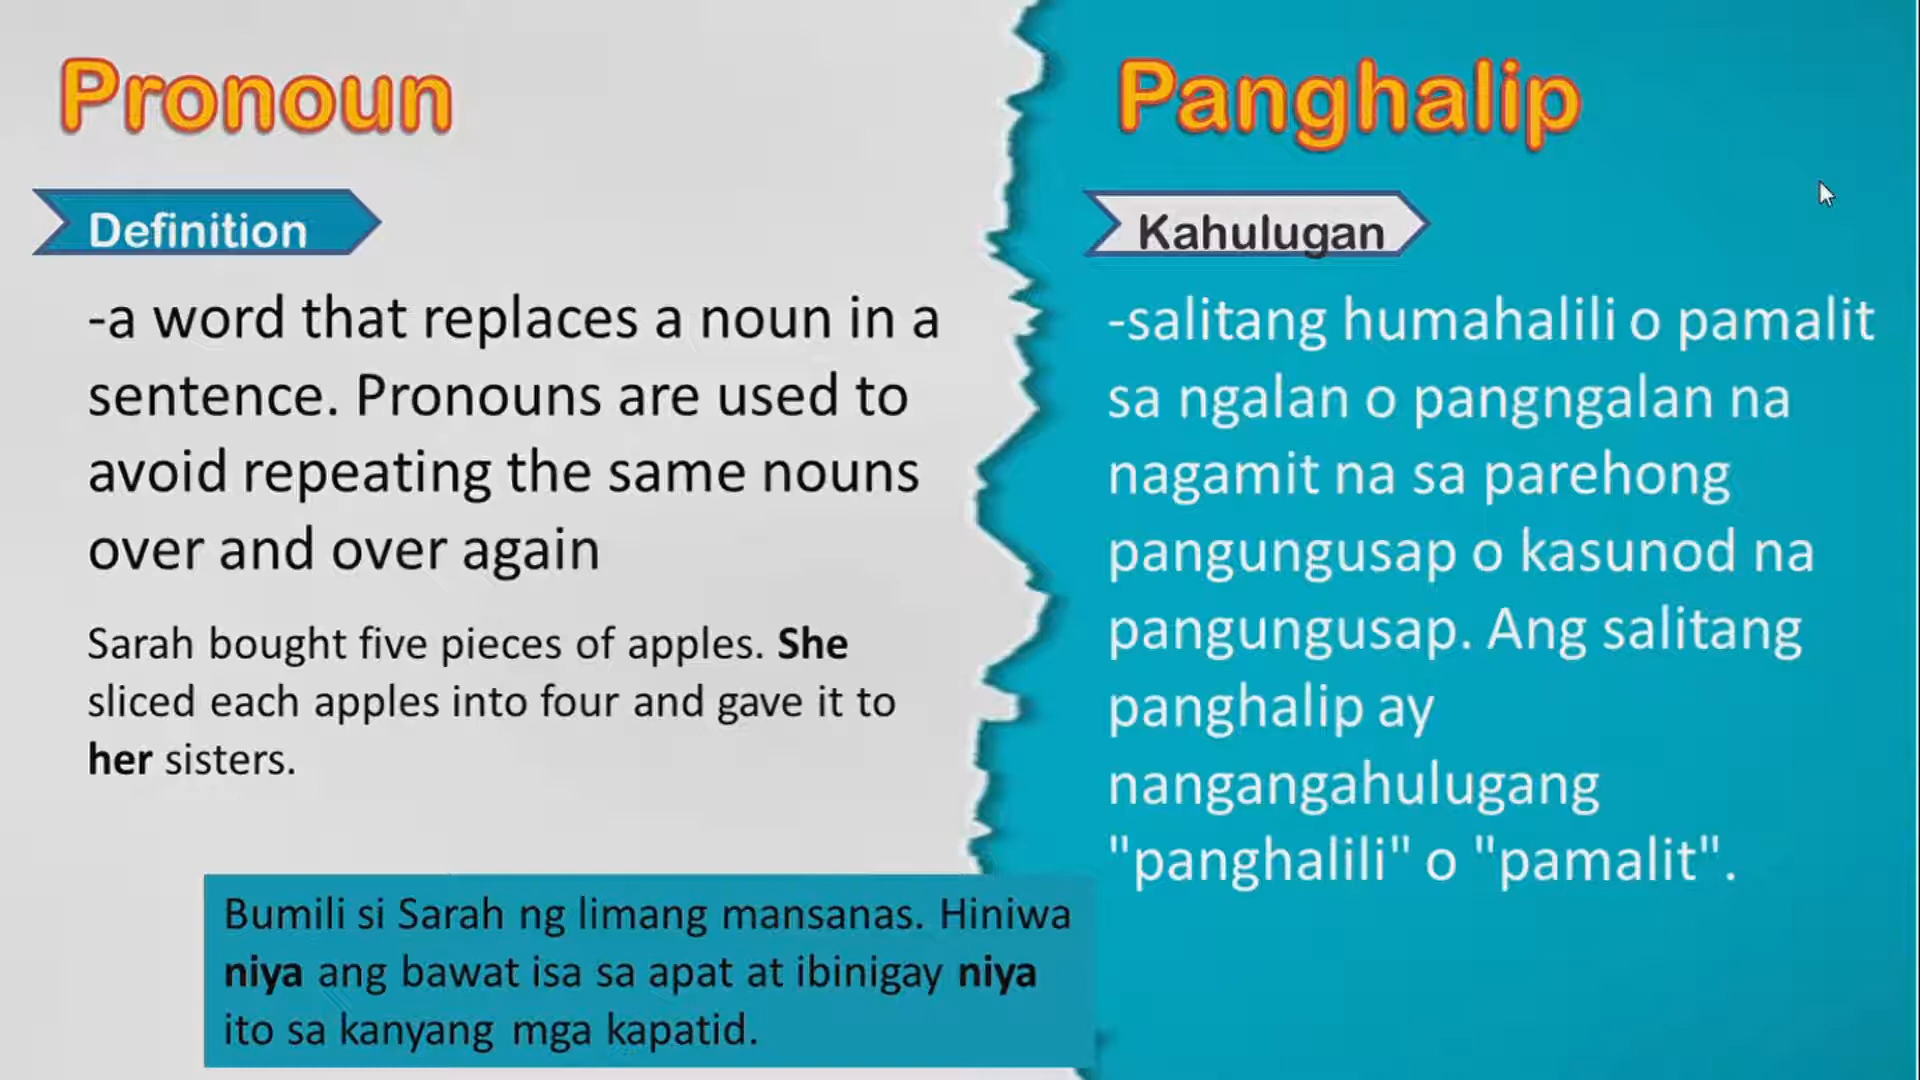 Pronoun
Definition
-a word that replaces a noun in a
sentence. Pronouns are used to
avoid repeating the same nouns
over and over again
Sarah bought five pieces of apples. She
sliced each apples into four and gave it to
her sisters.
Bumili si Sarah ng limang mansanas. Hiniwa
niya ang bawat isa sa apat at ibinigay niya
ito sa kanyang mga kapatid.
Panghalip
Kahulugan
-salitang humahalili o pamalit
sa ngalan o pangngalan na
nagamit na sa parehong
pangungusap o kasunod na
pangungusap. Ang salitang
panghalip ay
nangangahulugang
"panghalili" o "pamalit".